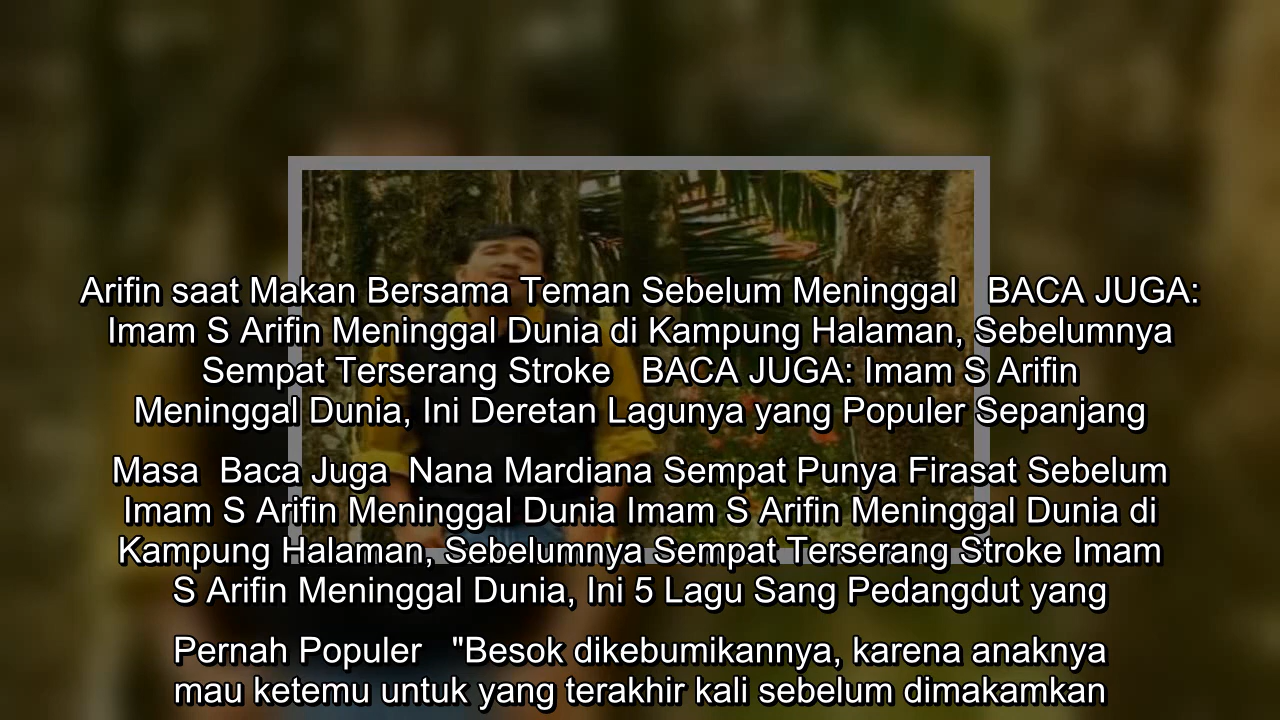 Arifin saat Makan Bersama Teman Sebelum Meninggal   BACA JUGA:
Imam S Arifin Meninggal Dunia di Kampung Halaman, Sebelumnya
Sempat Terserang Stroke   BACA JUGA: Imam S Arifin
Meninggal Dunia, Ini Deretan Lagunya yang Populer Sepanjang
Masa  Baca Juga  Nana Mardiana Sempat Punya Firasat Sebelum
Imam S Arifin Meninggal Dunia Imam S Arifin Meninggal Dunia di
Kampung Halaman, Sebelumnya Sempat Terserang Stroke Imam
S Arifin Meninggal Dunia, Ini 5 Lagu Sang Pedangdut yang
Pernah Populer   "Besok dikebumikannya, karena anaknya
mau ketemu untuk yang terakhir kali sebelum dimakamkan